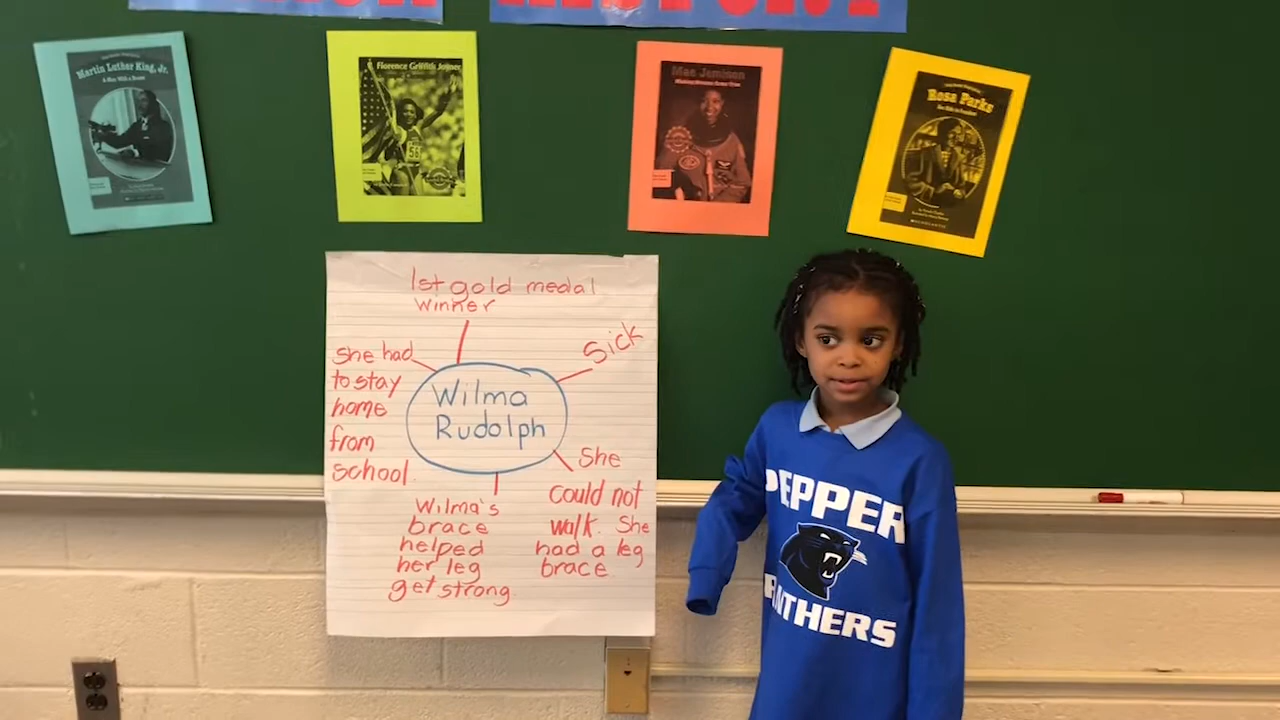 HISTORY
Martin Luther King, Jr.
Florence Griffith Joyner
Mae Jemison
Rosa Parks
1st gold medal
winner
Sick
She had
to stay
home
from
school.
Wilma
Rudolph
She
could not
walk. She
had a leg
brace
Wilma's
brace
helped
her leg
get strong.
PEPPER
PANTHERS